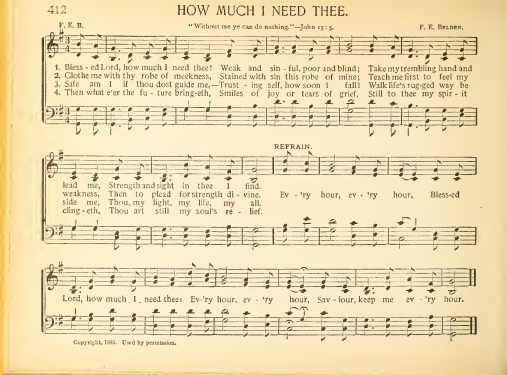 412 HOW MUCH I NEED THEE.
F. E. B. "Without me ye can do nothing."—John 15:5. F. E. BELDEN.
1. Bless - ed Lord, how much I need thee! Weak and sin - ful, poor and blind; Take my trembling hand and
2. Clothe me with thy robe of meekness, Stained with sin this robe of mine; Teach me first to feel my
3. Safe am I if thou dost guide me,—Trust - ing self, how soon I fall! Walk life's rug-ged way be-
4. Then what e'er the fu - ture bring-eth, Smiles of joy or tears of grief, Still to thee my spir - it
REFRAIN.
lead me, Strength and sight in thee I find.
weakness, Then to plead for strength di - vine. Ev - 'ry hour, ev - 'ry hour, Bless-ed
side me, Thou, my light, my life, my all.
cling - eth, Thou art still my soul's re - lief.
Lord, how much I need thee! Ev-'ry hour, ev - 'ry hour, Sav - iour, keep me ev - 'ry hour.
Copyright, 1886. Used by permission.